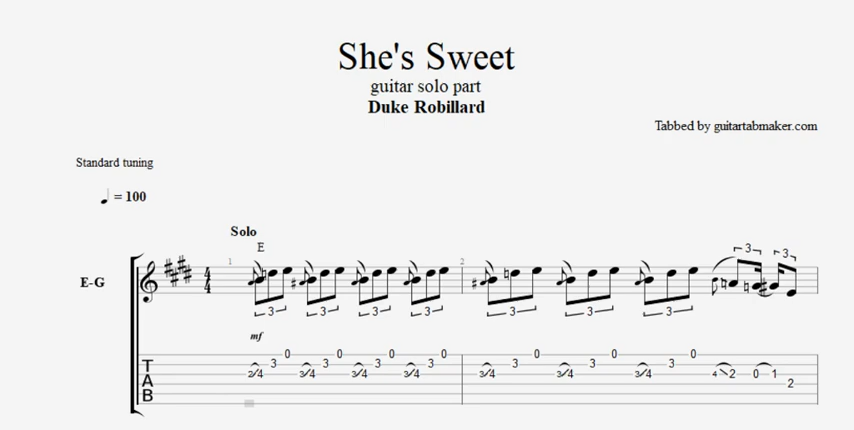 She's Sweet
guitar solo part
Duke Robillard
Tabbed by guitartabmaker.com
Standard tuning
= 100
Solo
E
3 3
E-G
4
4
1 2
3 3 3 3 3 3 3
mf
T
A
B
0 0 0 0 0 0 0
3 3 3 3 3 3 3
2/4 3/4 3/4 3/4 3/4 3/4 3/4 4 2 0 1
2